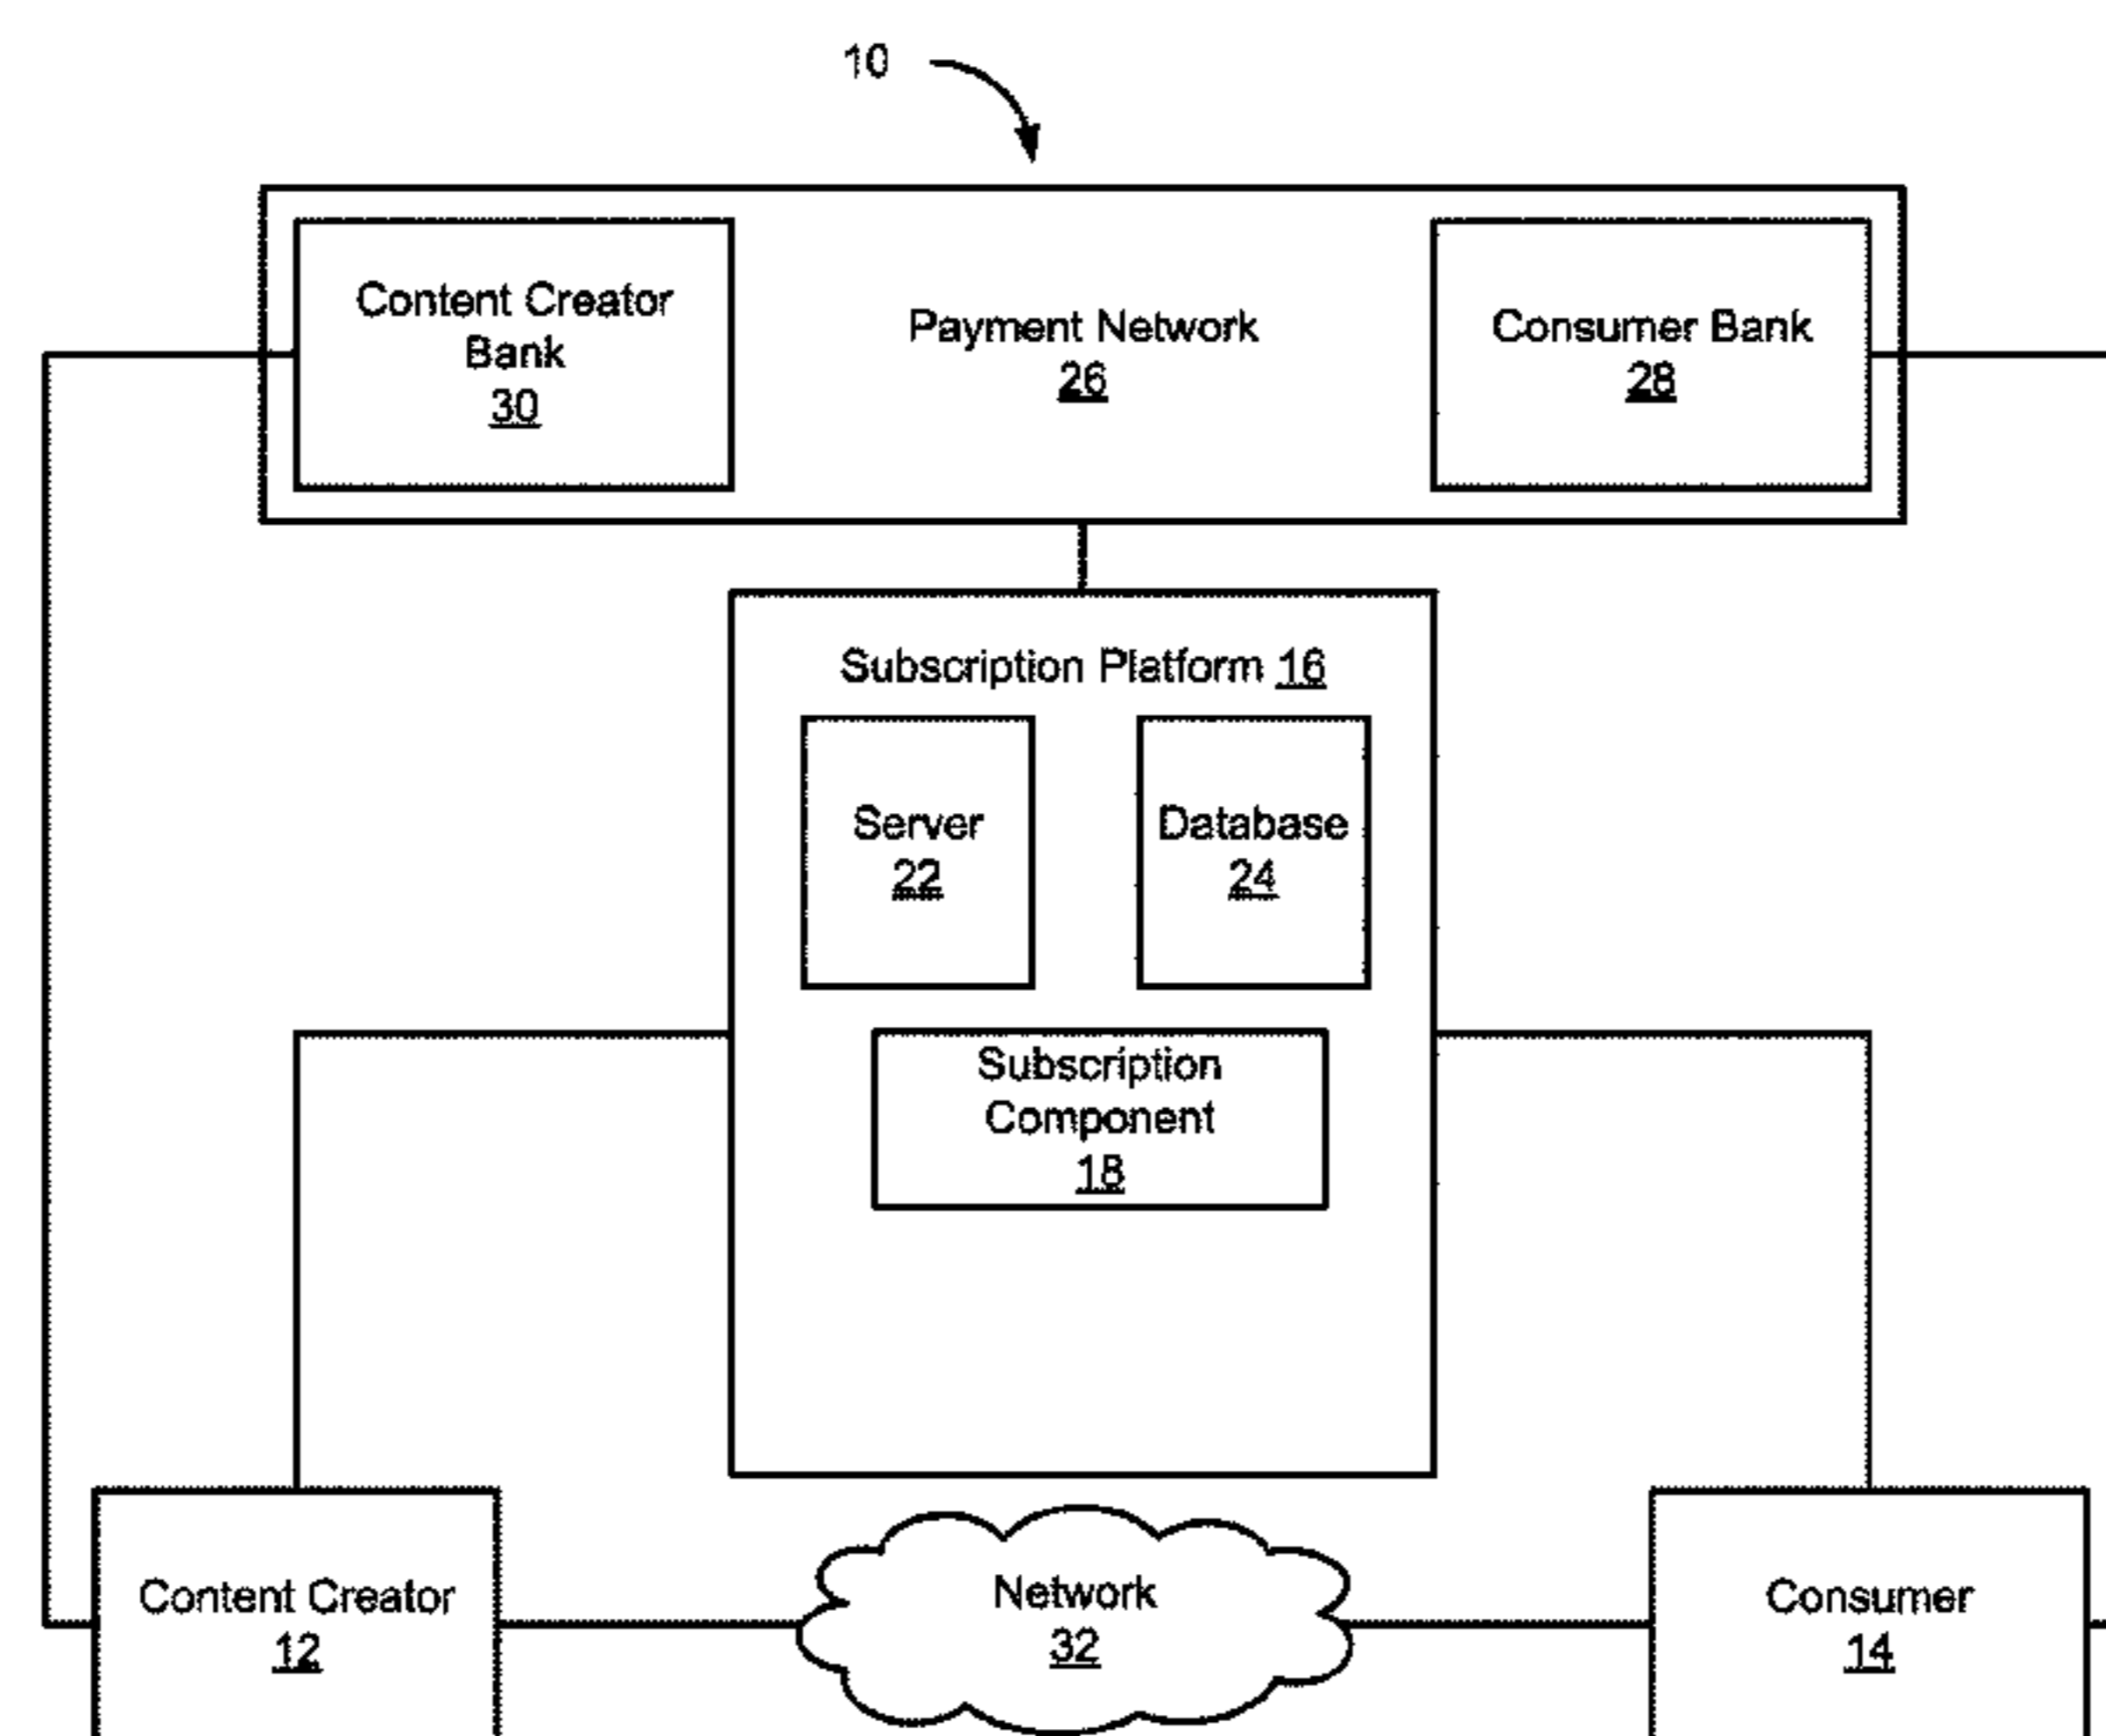 10
Content Creator
Bank
30
Payment Network
26
Consumer Bank
28
Subscription Platform 16
Server
22
Database
24
Subscription
Component
18
Content Creator
12
Network
32
Consumer
14